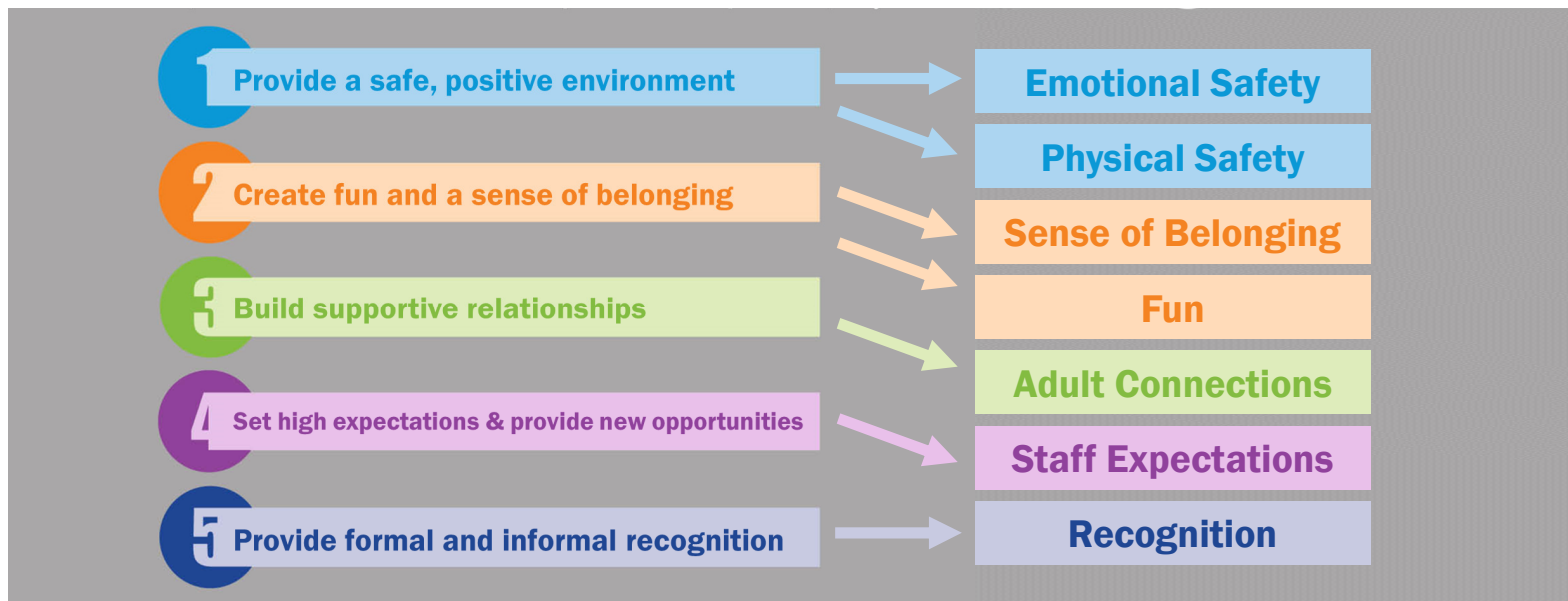 1 Provide a safe, positive environment
Emotional Safety
Physical Safety
2 Create fun and a sense of belonging
Sense of Belonging
Fun
3 Build supportive relationships
Adult Connections
4 Set high expectations & provide new opportunities
Staff Expectations
5 Provide formal and informal recognition
Recognition